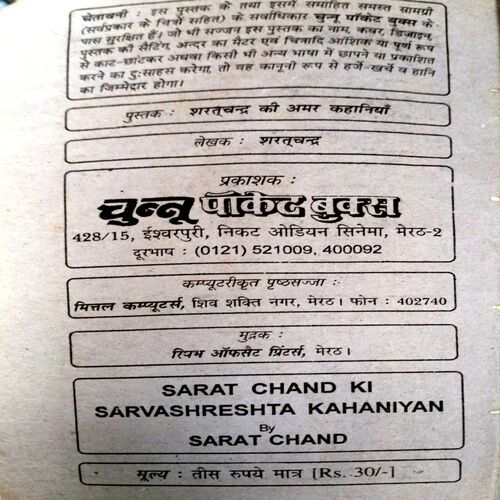 चेतावनी : इस पुस्तक के तथा इसमें समाहित समस्त सामग्री
(सर्वप्रकार के चित्रों सहित) के सर्वाधिकार चुन्नू पॉकेट बुक्स के
पास सुरक्षित हैं। जो भी सज्जन इस पुस्तक का नाम, कवर, डिजाइन,
पुस्तक की सैटिंग अन्दर का मैटर एवं चित्रादि आंशिक या पूर्ण रूप
से काट-छाटकर अथवा किसी भी अन्य भाषा में छापने या प्रकाशित
करने का दुःसाहस करेगा, तो वह कानूनी रूप से हर्जे-खर्चे व हानि
का जिम्मेदार होगा।
पुस्तक : शरत्‌चन्द्र की अमर कहानियाँ
लेखक : शरत्‌चन्द्र
प्रकाशक :
चुन्नू पॉकेट बुक्स
428/15, ईश्वरपुरी, निकट ओडियन सिनेमा, मेरठ-2
दूरभाष : (0121) 521009, 400092
कम्प्यूटरीकृत पृष्ठसज्जा :
मित्तल कम्प्यूटर्स, शिव शक्ति नगर, मेरठ। फोन : 402740
मुद्रक :
रिषभ ऑफसैट प्रिंटर्स, मेरठ।
SARAT CHAND KI
SARVASHRESHTA KAHANIYAN
By
SARAT CHAND
मूल्य : तीस रुपये मात्र [Rs. 30/-]